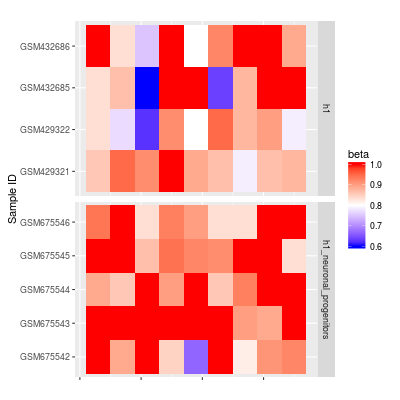 Sample ID
GSM432686
GSM432685
GSM429322
GSM429321
h1
GSM675546
GSM675545
GSM675544
GSM675543
GSM675542
h1_neuronal_progenitors
beta
1.0
0.9
0.8
0.7
0.6